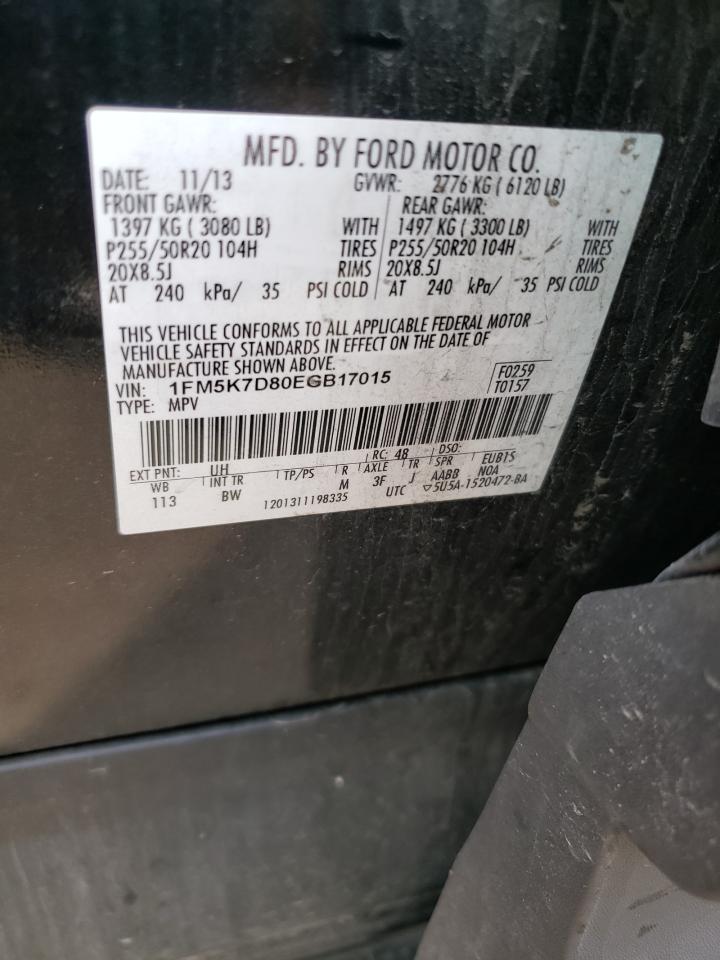 MFD. BY FORD MOTOR CO.
DATE: 11/13 GVWR: 2776 KG ( 6120 LB)
FRONT GAWR: REAR GAWR:
1397 KG ( 3080 LB) WITH 1497 KG ( 3300 LB) WITH
P255/50R20 104H TIRES P255/50R20 104H TIRES
20X8.5J RIMS 20X8.5J RIMS
AT 240 kPa/ 35 PSI COLD AT 240 kPa/ 35 PSI COLD
THIS VEHICLE CONFORMS TO ALL APPLICABLE FEDERAL MOTOR
VEHICLE SAFETY STANDARDS IN EFFECT ON THE DATE OF
MANUFACTURE SHOWN ABOVE.
VIN: 1FM5K7D80EGB17015 F0259
TYPE: MPV T0157
EXT PNT: UH RC: 48 DSO:
WB INT TR TP/PS R AXLE TR SPR EUB1S
113 BW M 3F J AABB NOA
1201311198335 UTC ▽5U5A-1520472-BA